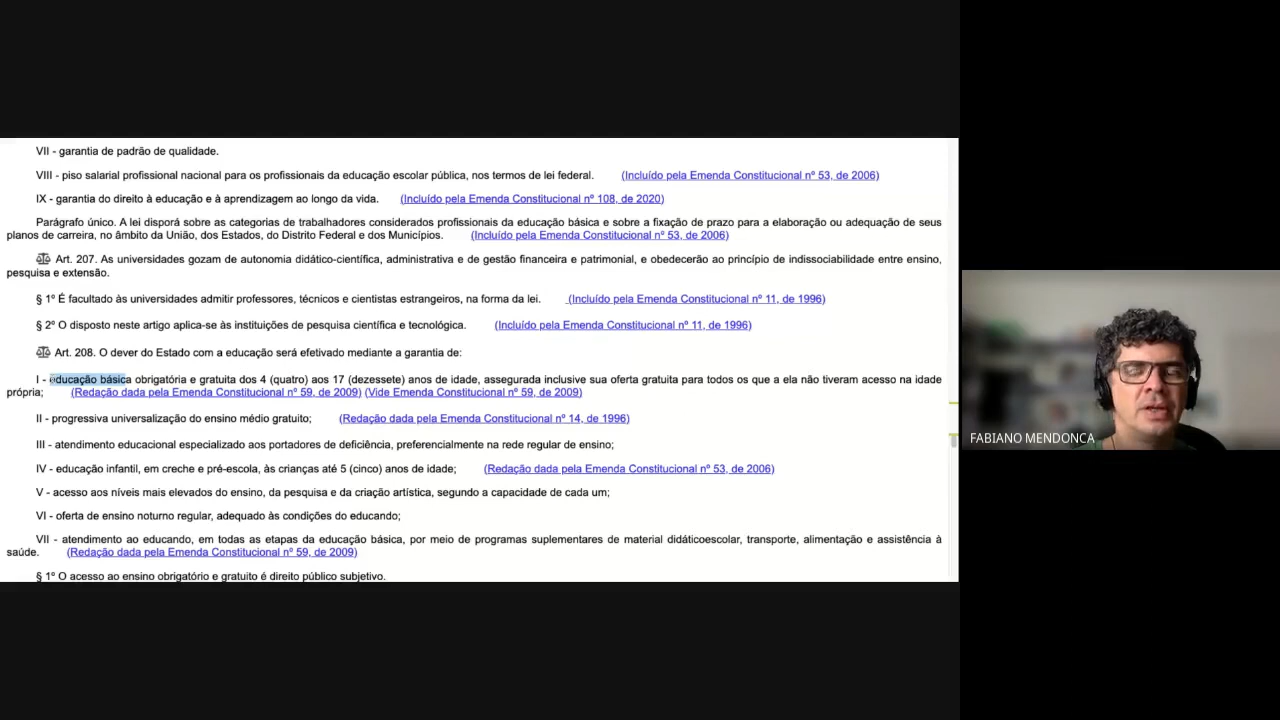 VII - garantia de padrão de qualidade.
VIII - piso salarial profissional nacional para os profissionais da educação escolar pública, nos termos de lei federal. (Incluído pela Emenda Constitucional nº 53, de 2006)
IX - garantia do direito à educação e à aprendizagem ao longo da vida. (Incluído pela Emenda Constitucional nº 108, de 2020)
Parágrafo único. A lei disporá sobre as categorias de trabalhadores considerados profissionais da educação básica e sobre a fixação de prazo para a elaboração ou adequação de seus
planos de carreira, no âmbito da União, dos Estados, do Distrito Federal e dos Municípios. (Incluído pela Emenda Constitucional nº 53, de 2006)
Art. 207. As universidades gozam de autonomia didático-científica, administrativa e de gestão financeira e patrimonial, e obedecerão ao princípio de indissociabilidade entre ensino,
pesquisa e extensão.
§ 1º É facultado às universidades admitir professores, técnicos e cientistas estrangeiros, na forma da lei. (Incluído pela Emenda Constitucional nº 11, de 1996)
§ 2º O disposto neste artigo aplica-se às instituições de pesquisa científica e tecnológica. (Incluído pela Emenda Constitucional nº 11, de 1996)
Art. 208. O dever do Estado com a educação será efetivado mediante a garantia de:
I - educação básica obrigatória e gratuita dos 4 (quatro) aos 17 (dezessete) anos de idade, assegurada inclusive sua oferta gratuita para todos os que a ela não tiveram acesso na idade
própria; (Redação dada pela Emenda Constitucional nº 59, de 2009) (Vide Emenda Constitucional nº 59, de 2009)
II - progressiva universalização do ensino médio gratuito; (Redação dada pela Emenda Constitucional nº 14, de 1996)
III - atendimento educacional especializado aos portadores de deficiência, preferencialmente na rede regular de ensino;
IV - educação infantil, em creche e pré-escola, às crianças até 5 (cinco) anos de idade; (Redação dada pela Emenda Constitucional nº 53, de 2006)
V - acesso aos níveis mais elevados do ensino, da pesquisa e da criação artística, segundo a capacidade de cada um;
VI - oferta de ensino noturno regular, adequado às condições do educando;
VII - atendimento ao educando, em todas as etapas da educação básica, por meio de programas suplementares de material didáticoescolar, transporte, alimentação e assistência à
saúde. (Redação dada pela Emenda Constitucional nº 59, de 2009)
§ 1º O acesso ao ensino obrigatório e gratuito é direito público subjetivo.
FABIANO MENDONCA